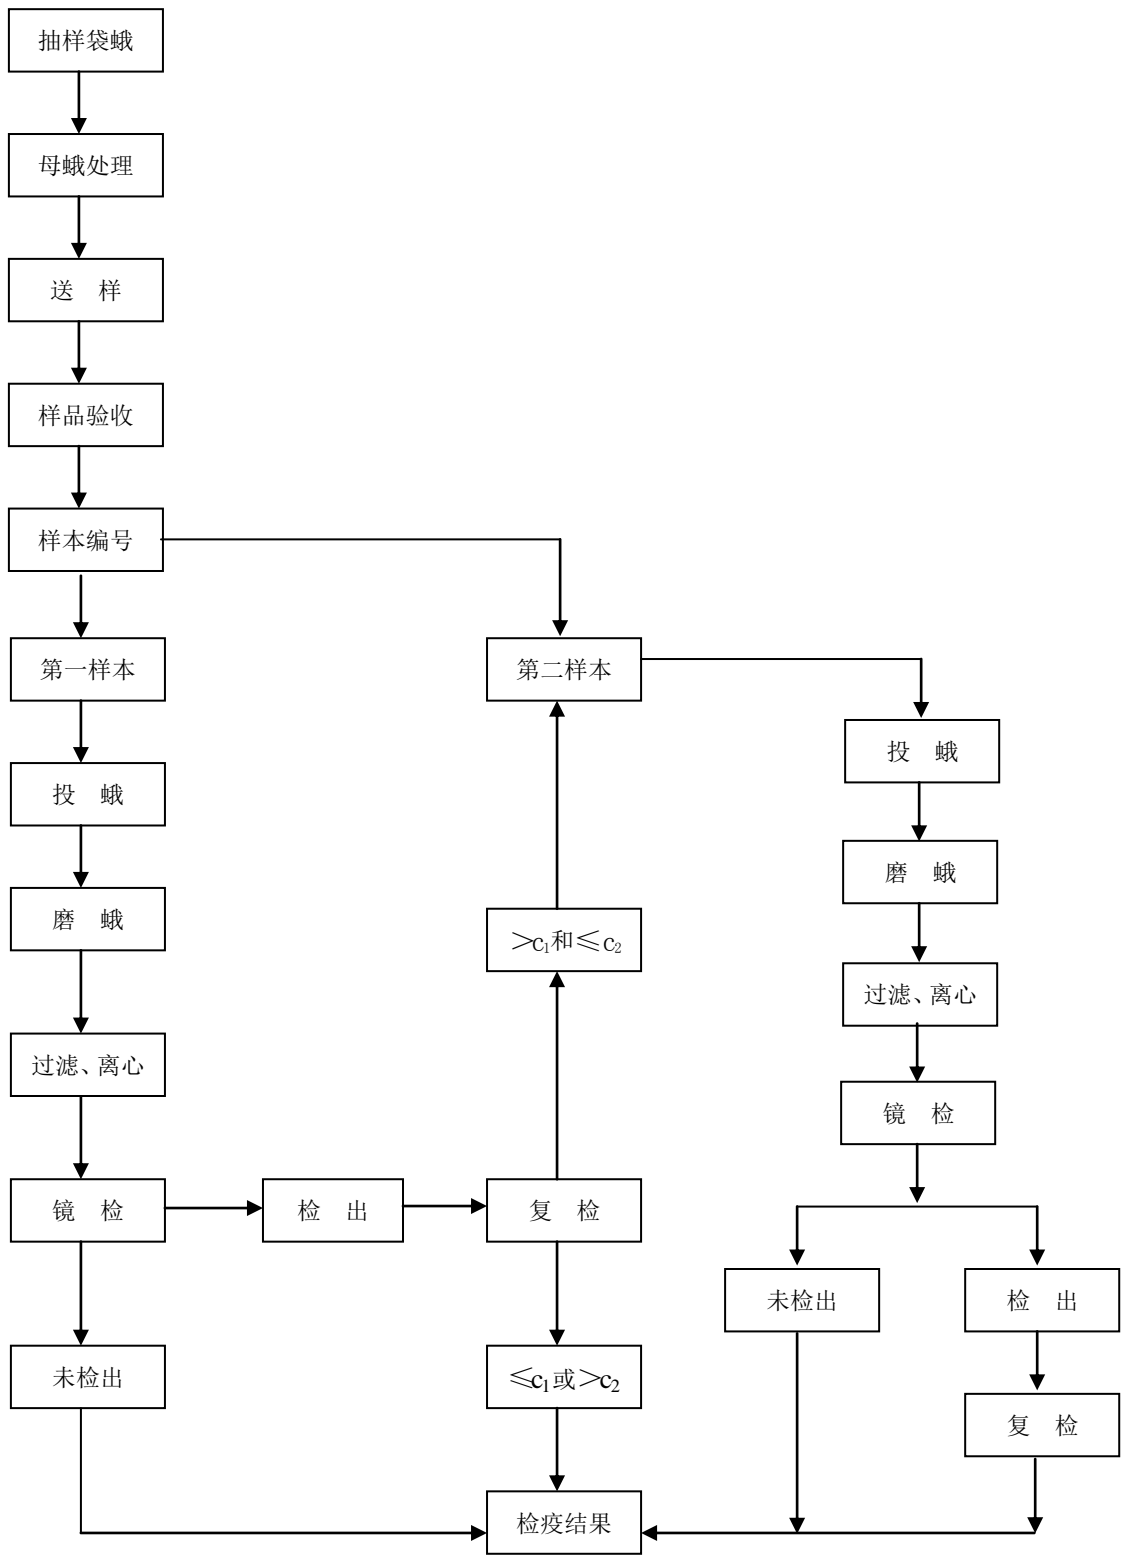 抽样袋蛾
母蛾处理
送 样
样品验收
样本编号
第一样本
第二样本
投 蛾
投 蛾
磨 蛾
磨 蛾
>c₁和≤c₂
过滤、离心
过滤、离心
镜 检
镜 检
检 出
复 检
未检出
检 出
未检出
≤c₁或>c₂
复 检
检疫结果